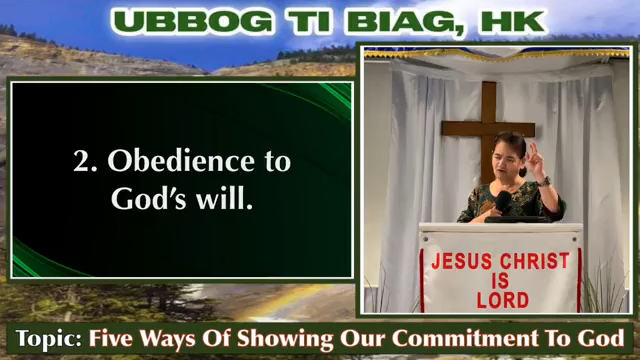 UBBOG TI BIAG, HK
2. Obedience to
God's will.
JESUS CHRIST
IS
LORD
Topic: Five Ways Of Showing Our Commitment To God